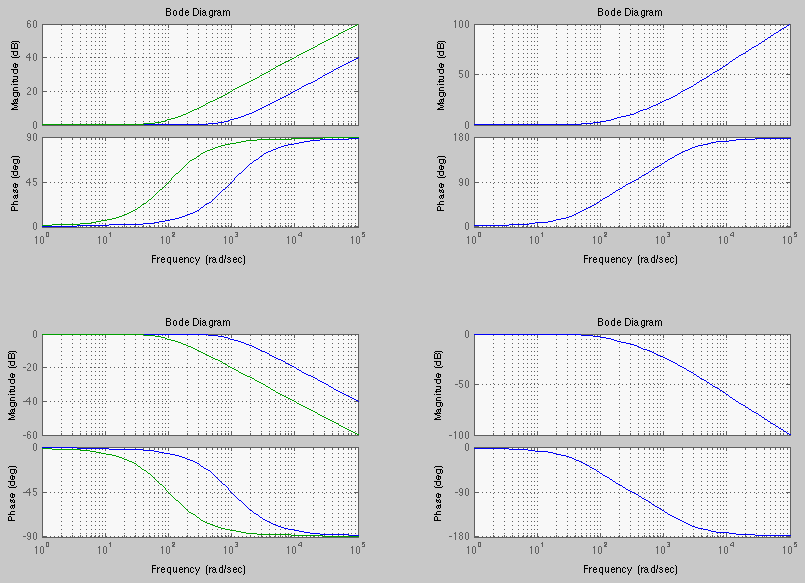 Bode Diagram
Magnitude (dB)
60
40
20
0
Phase (deg)
90
45
0
10^0 10^1 10^2 10^3 10^4 10^5
Frequency (rad/sec)
Bode Diagram
Magnitude (dB)
100
50
0
Phase (deg)
180
90
0
10^0 10^1 10^2 10^3 10^4 10^5
Frequency (rad/sec)
Bode Diagram
Magnitude (dB)
0
-20
-40
-60
Phase (deg)
0
-45
-90
10^0 10^1 10^2 10^3 10^4 10^5
Frequency (rad/sec)
Bode Diagram
Magnitude (dB)
0
-50
-100
Phase (deg)
0
-90
-180
10^0 10^1 10^2 10^3 10^4 10^5
Frequency (rad/sec)